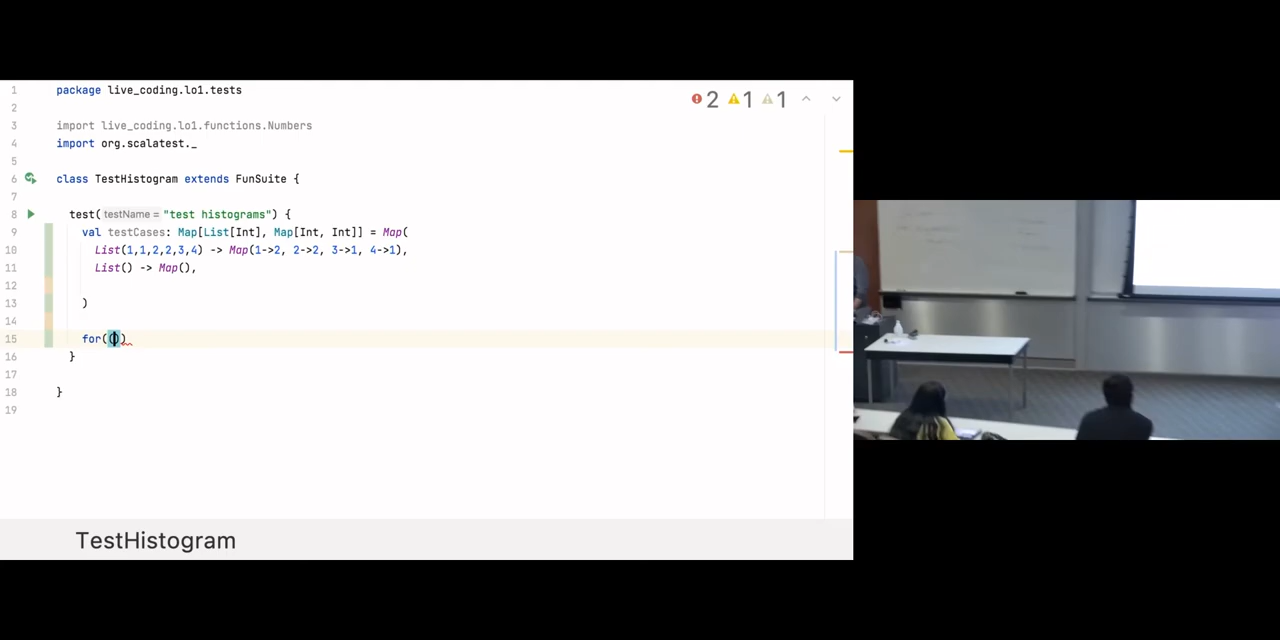 1 package live_coding.lo1.tests
2
3 import live_coding.lo1.functions.Numbers
4 import org.scalatest._
5
6 class TestHistogram extends FunSuite {
7
8 test(testName = "test histograms") {
9 val testCases: Map[List[Int], Map[Int, Int]] = Map(
10 List(1,1,2,2,3,4) -> Map(1->2, 2->2, 3->1, 4->1),
11 List() -> Map(),
12
13 )
14
15 for(())
16 }
17
18 }
19
2 1 1
TestHistogram